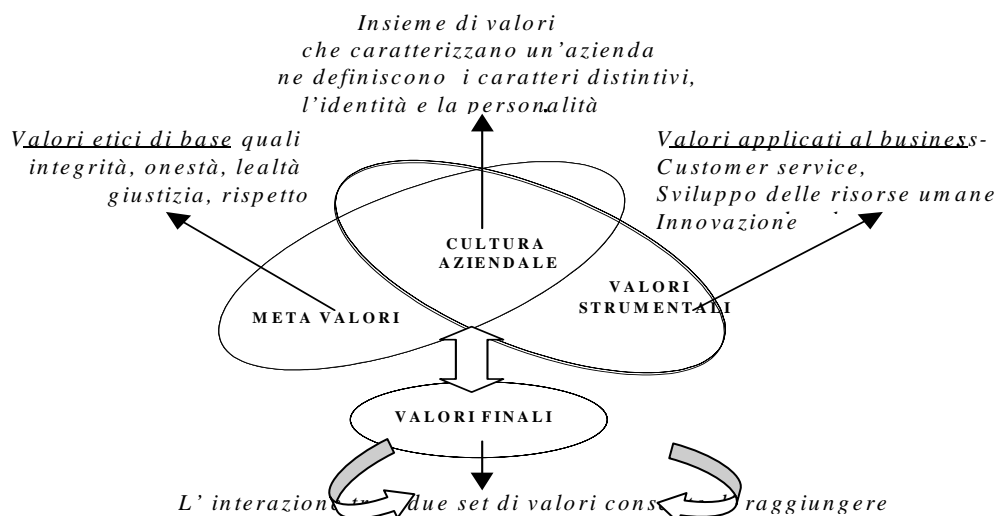 Insieme di valori
che caratterizzano un'azienda
ne definiscono i caratteri distintivi,
l'identità e la personalità
Valori etici di base quali
integrità, onestà, lealtà
giustizia, rispetto
Valori applicati al business-
Customer service,
Sviluppo delle risorse umane
Innovazione
CULTURA
AZIENDALE
META VALORI
VALORI
STRUMENTALI
VALORI FINALI
L' interazione due set di valori raggiungere